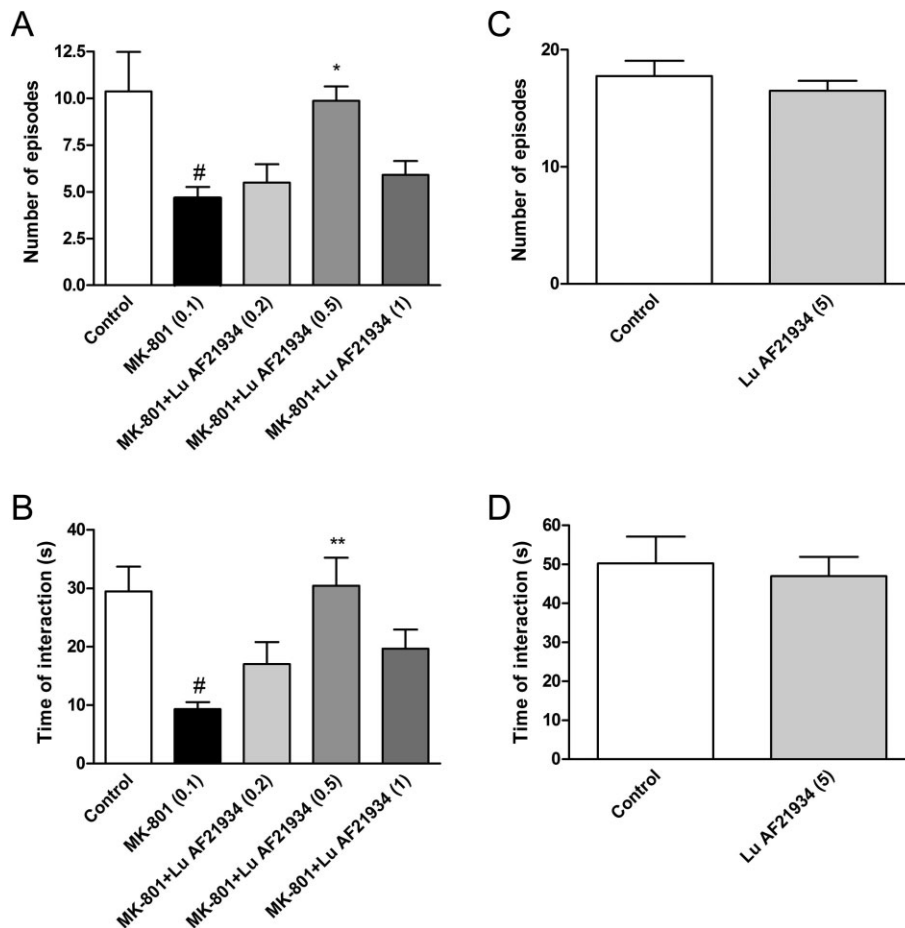 A
Number of episodes
12.5
10.0
7.5
5.0
2.5
0.0
#
*
Control
MK-801 (0.1)
MK-801+Lu AF21934 (0.2)
MK-801+Lu AF21934 (0.5)
MK-801+Lu AF21934 (1)
C
Number of episodes
20
10
0
Control
Lu AF21934 (5)
B
Time of interaction (s)
40
30
20
10
0
#
**
Control
MK-801 (0.1)
MK-801+Lu AF21934 (0.2)
MK-801+Lu AF21934 (0.5)
MK-801+Lu AF21934 (1)
D
Time of interaction (s)
60
50
40
30
20
10
0
Control
Lu AF21934 (5)